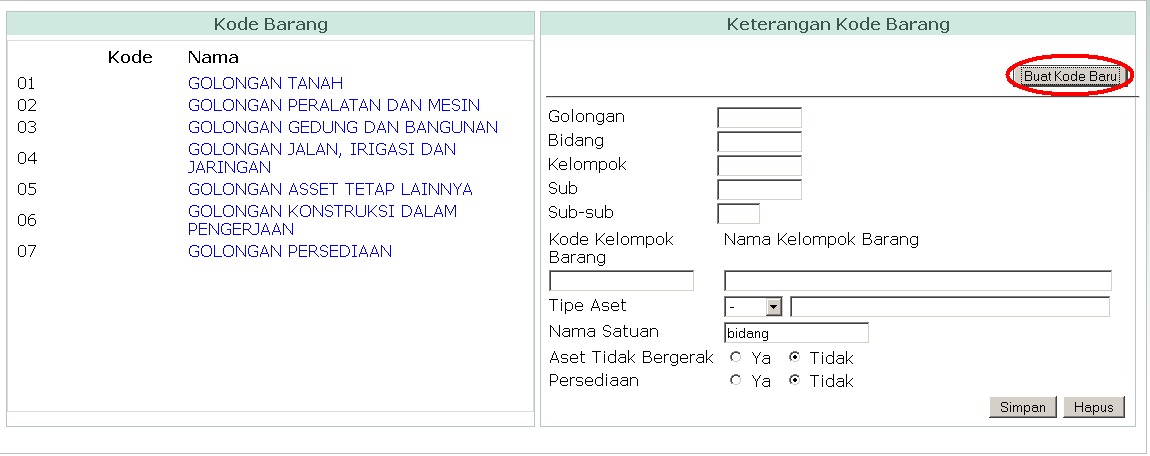 Kode Barang
Kode Nama
01 GOLONGAN TANAH
02 GOLONGAN PERALATAN DAN MESIN
03 GOLONGAN GEDUNG DAN BANGUNAN
04 GOLONGAN JALAN, IRIGASI DAN
JARINGAN
05 GOLONGAN ASSET TETAP LAINNYA
06 GOLONGAN KONSTRUKSI DALAM
PENGERJAAN
07 GOLONGAN PERSEDIAAN
Keterangan Kode Barang
Buat Kode Baru
Golongan
Bidang
Kelompok
Sub
Sub-sub
Kode Kelompok Nama Kelompok Barang
Barang
Tipe Aset -
Nama Satuan bidang
Aset Tidak Bergerak Ya Tidak
Persediaan Ya Tidak
Simpan Hapus